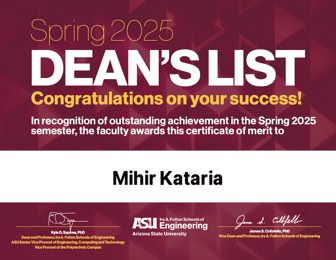 Spring 2025
DEAN'S LIST
Congratulations on your success!
In recognition of outstanding achievement in the Spring 2025
semester, the faculty awards this certificate of merit to
Mihir Kataria
Kyle D. Squires, PhD
Dean and Professor, Ira A. Fulton Schools of Engineering
ASU Senior Vice Provost of Engineering, Computing and Technology
Vice Provost of the Polytechnic Campus
ASU Ira A. Fulton Schools of
Engineering
Arizona State University
James S. Collofello, PhD
Vice Dean and Professor, Ira A. Fulton Schools of Engineering